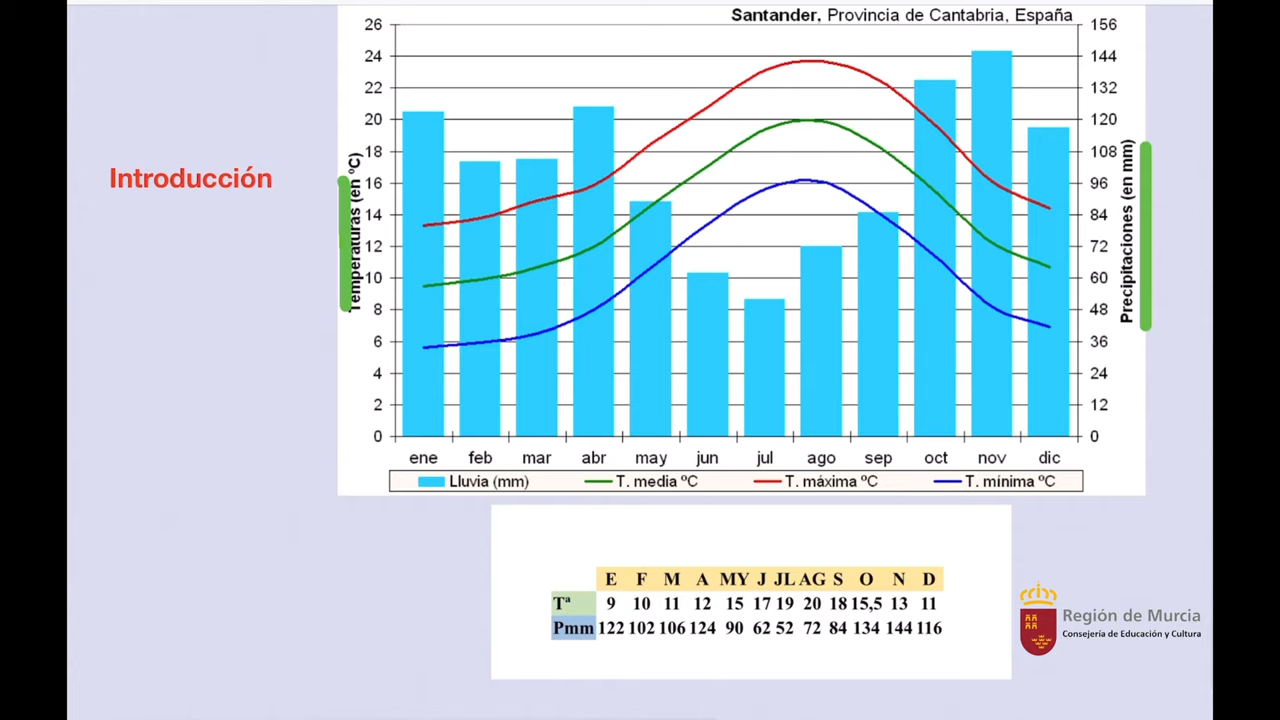 Santander, Provincia de Cantabria, España
Introducción
Temperaturas (en ºC)
26
24
22
20
18
16
14
12
10
8
6
4
2
0
156
144
132
120
108
96
84
72
60
48
36
24
12
0
Precipitaciones (en mm)
ene feb mar abr may jun jul ago sep oct nov dic
Lluvia (mm) T. media ºC T. máxima ºC T. mínima ºC
E F M A MY J JL AG S O N D
Tª 9 10 11 12 15 17 19 20 18 15,5 13 11
Pmm 122 102 106 124 90 62 52 72 84 134 144 116
Región de Murcia
Consejería de Educación y Cultura